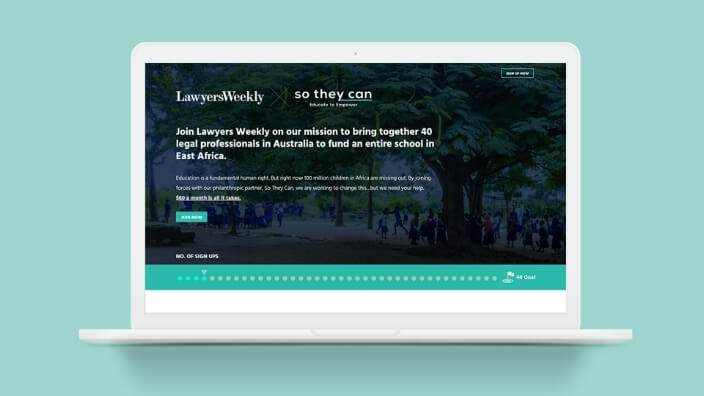 SIGN UP NOW
LawyersWeekly
so they can
Educate to Empower
Join Lawyers Weekly on our mission to bring together 40
legal professionals in Australia to fund an entire school in
East Africa.
Education is a fundamental human right. But right now 100 million children in Africa are missing out. By joining
forces with our philanthropic partner, So They Can, we are working to change this...but we need your help.
$60 a month is all it takes.
JOIN NOW
NO. OF SIGN UPS
40 Goal